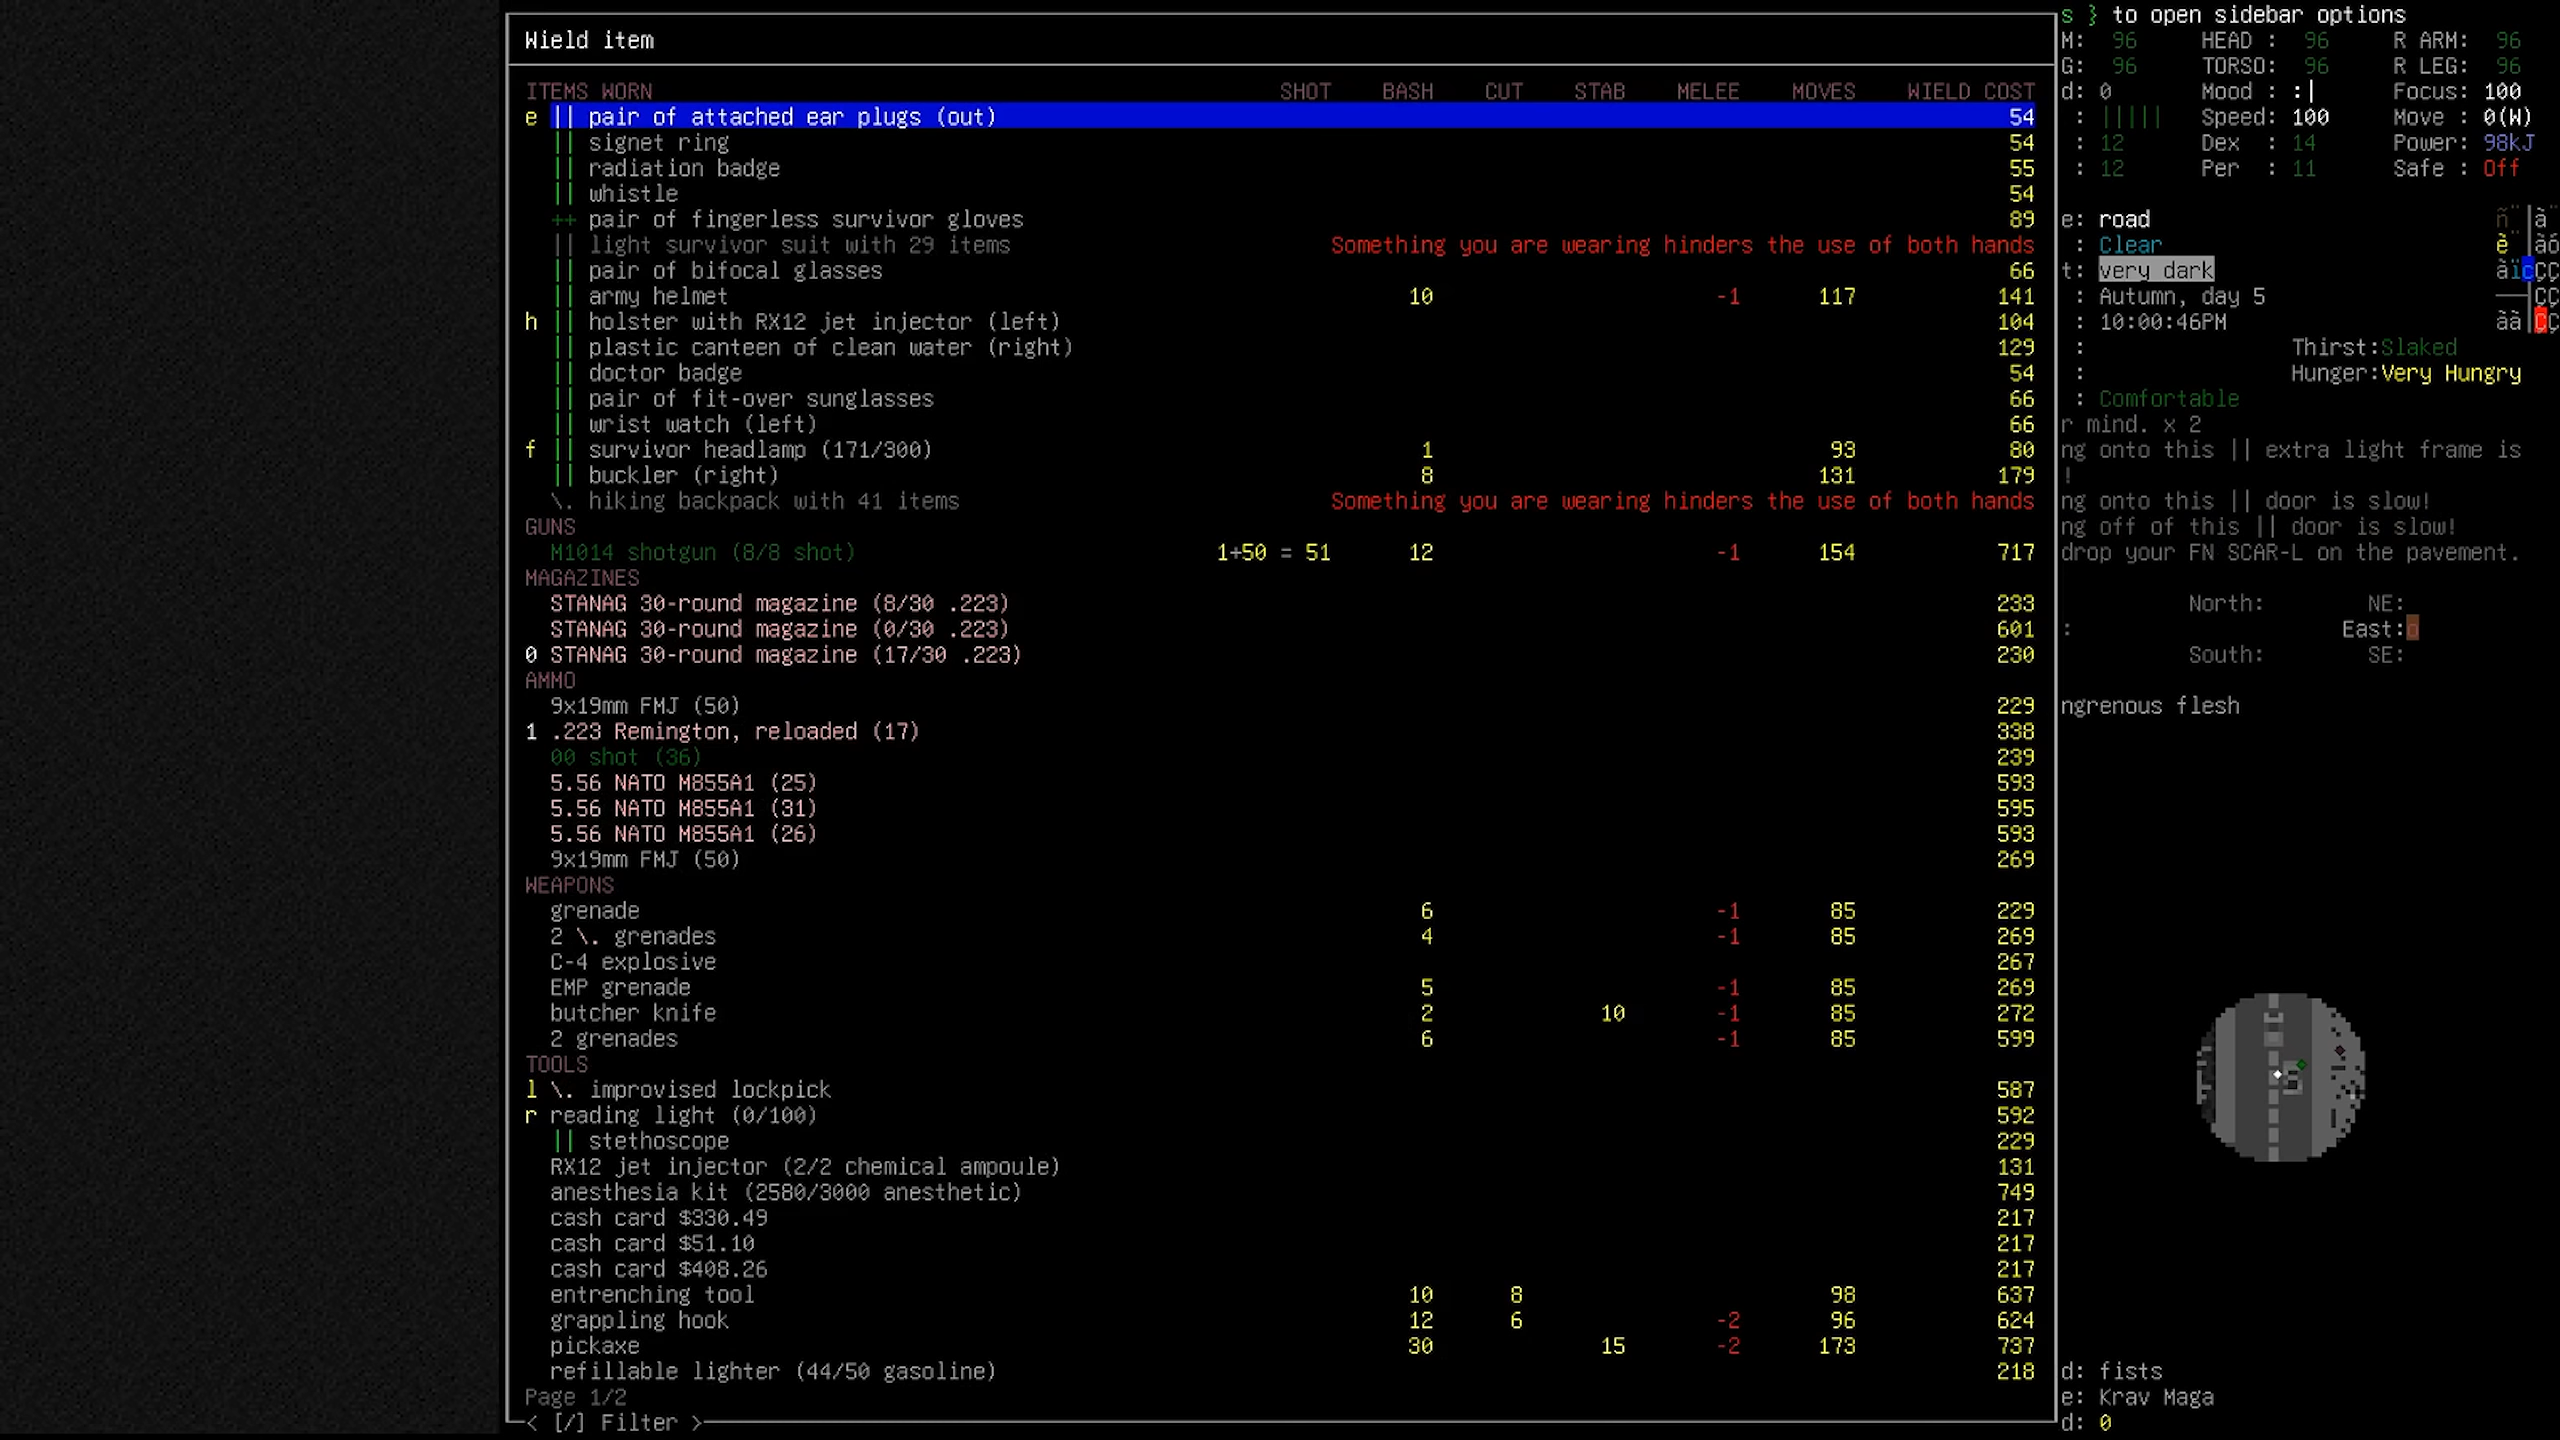 s } to open sidebar options
Wield item
M: 96 HEAD : 96 R ARM: 96
G: 96 TORSO: 96 R LEG: 96
ITEMS WORN SHOT BASH CUT STAB MELEE MOVES WIELD COST
d: 0 Mood : :| Focus: 100
e || pair of attached ear plugs (out) 54
: ||||| Speed: 100 Move : 0(W)
|| signet ring 54
: 12 Dex : 14 Power: 98kJ
|| radiation badge 55
: 12 Per : 11 Safe : Off
|| whistle 54
++ pair of fingerless survivor gloves 89
e: road
|| light survivor suit with 29 items Something you are wearing hinders the use of both hands
: Clear
|| pair of bifocal glasses 66
t: very dark
|| army helmet 10 -1 117 141
: Autumn, day 5
h || holster with RX12 jet injector (left) 104
: 10:00:46PM
|| plastic canteen of clean water (right) 129
: Thirst:Slaked
|| doctor badge 54
: Hunger:Very Hungry
|| pair of fit-over sunglasses 66
: Comfortable
|| wrist watch (left) 66
r mind. x 2
f || survivor headlamp (171/300) 1 93 80
ng onto this || extra light frame is
|| buckler (right) 8 131 179
!
\. hiking backpack with 41 items Something you are wearing hinders the use of both hands
ng onto this || door is slow!
GUNS
ng off of this || door is slow!
M1014 shotgun (8/8 shot) 1+50 = 51 12 -1 154 717
drop your FN SCAR-L on the pavement.
MAGAZINES
STANAG 30-round magazine (8/30 .223) 233
North: NE:
STANAG 30-round magazine (0/30 .223) 601
: East:o
0 STANAG 30-round magazine (17/30 .223) 230
South: SE:
AMMO
9x19mm FMJ (50) 229
ngrenous flesh
1 .223 Remington, reloaded (17) 338
00 shot (36) 239
5.56 NATO M855A1 (25) 593
5.56 NATO M855A1 (31) 595
5.56 NATO M855A1 (26) 593
9x19mm FMJ (50) 269
WEAPONS
grenade 6 -1 85 229
2 \. grenades 4 -1 85 269
C-4 explosive 267
EMP grenade 5 -1 85 269
butcher knife 2 10 -1 85 272
2 grenades 6 -1 85 599
TOOLS
l \. improvised lockpick 587
r reading light (0/100) 592
|| stethoscope 229
RX12 jet injector (2/2 chemical ampoule) 131
anesthesia kit (2580/3000 anesthetic) 749
cash card $330.49 217
cash card $51.10 217
cash card $408.26 217
entrenching tool 10 8 98 637
grappling hook 12 6 -2 96 624
pickaxe 30 15 -2 173 737
refillable lighter (44/50 gasoline) 218
d: fists
Page 1/2
e: Krav Maga
< [/] Filter >
d: 0